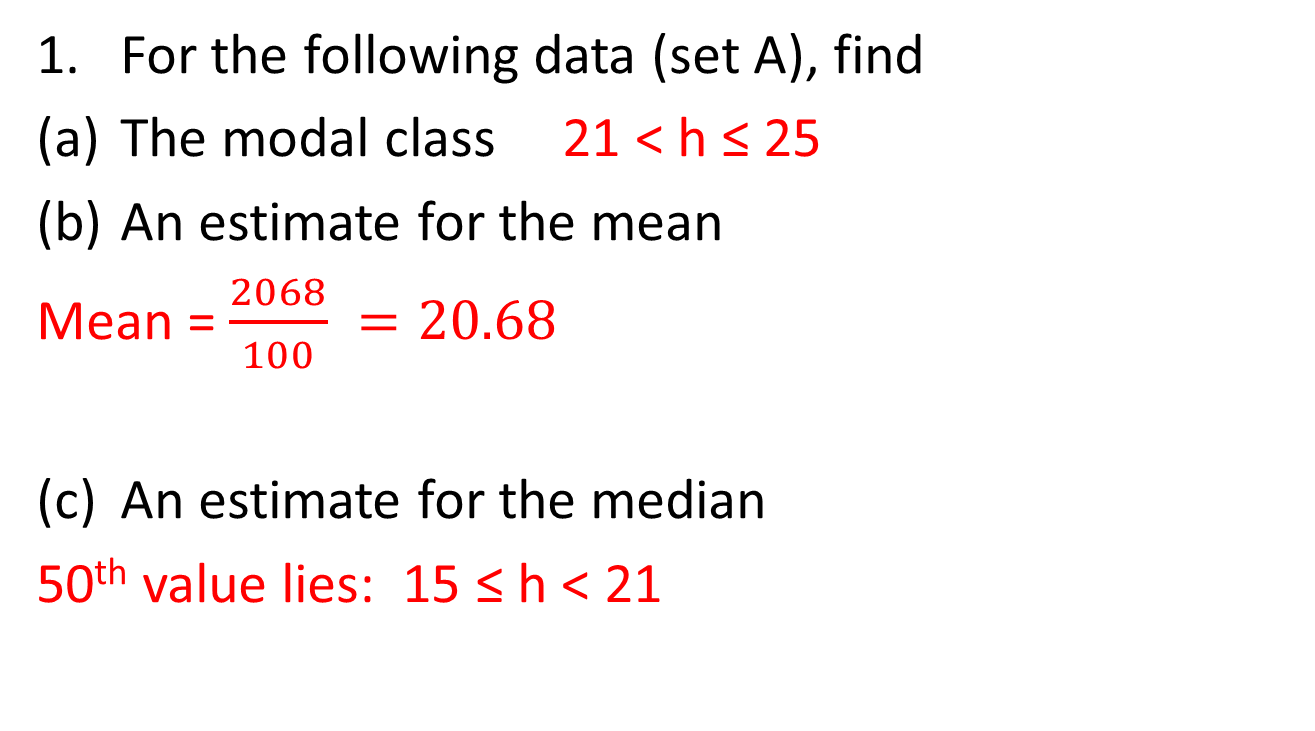 1. For the following data (set A), find
(a) The modal class 21 < h ≤ 25
(b) An estimate for the mean
Mean = 2068/100 = 20.68
(c) An estimate for the median
50th value lies: 15 ≤ h < 21